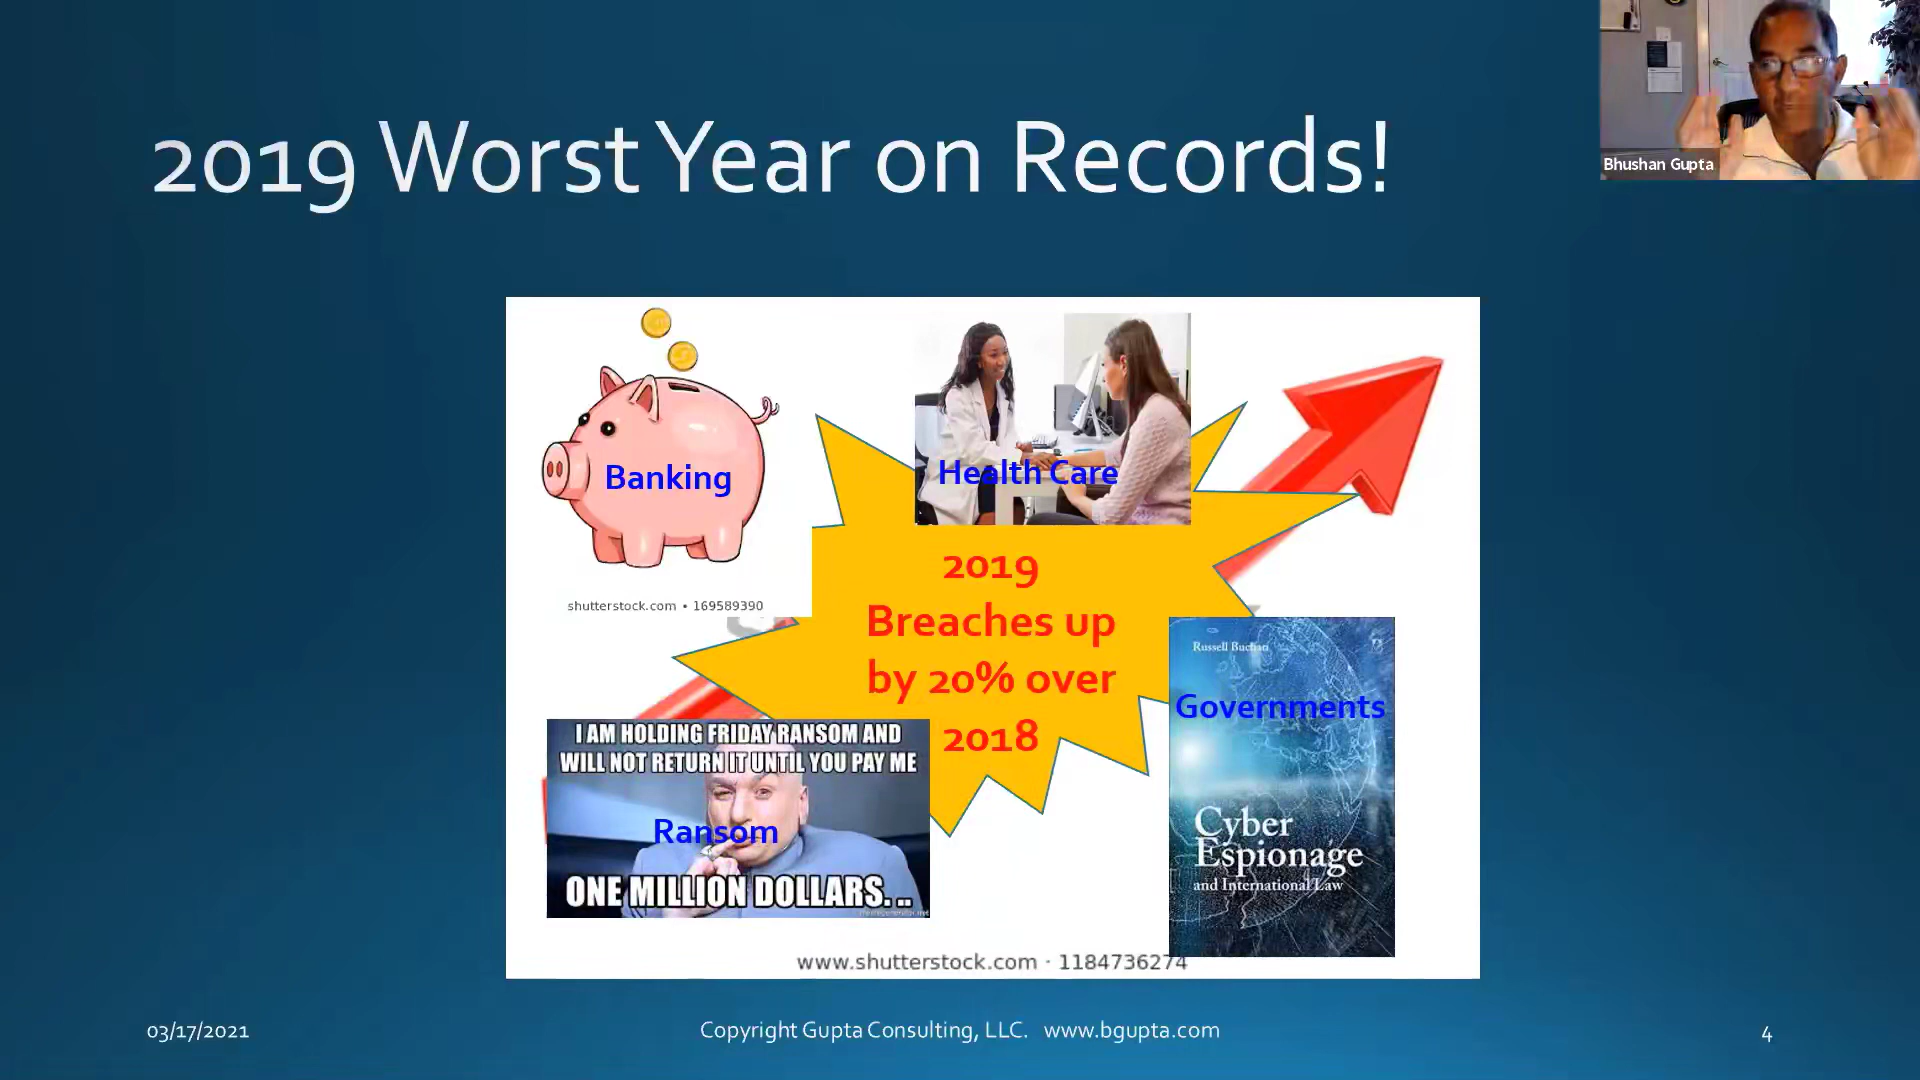 2019 Worst Year on Records!
Bhushan Gupta
Banking
shutterstock.com • 169589390
Health Care
2019
Breaches up
by 20% over
2018
I AM HOLDING FRIDAY RANSOM AND
WILL NOT RETURN IT UNTIL YOU PAY ME
Ransom
ONE MILLION DOLLARS. ..
Russell Buchan
Governments
Cyber
Espionage
and International Law
www.shutterstock.com · 1184736274
03/17/2021
Copyright Gupta Consulting, LLC. www.bgupta.com
4